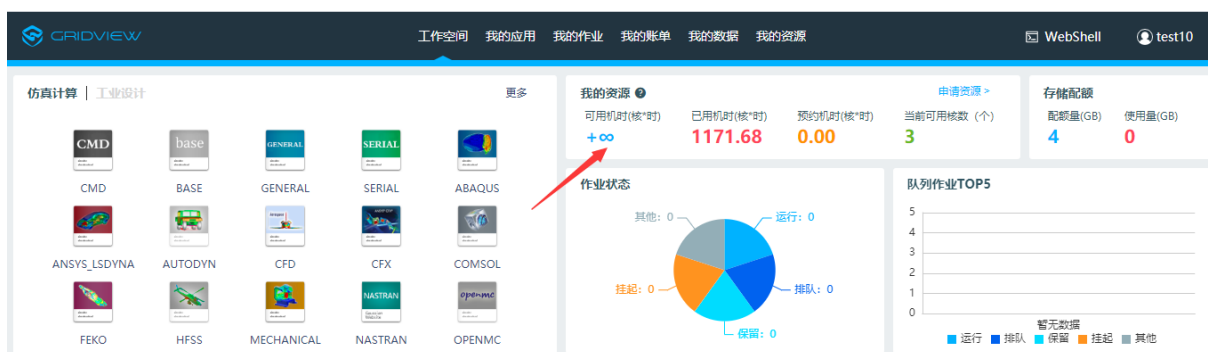 GRIDVIEW
工作空间 我的应用 我的作业 我的账单 我的数据 我的资源
WebShell test10
仿真计算 工业设计 更多
CMD base GENERAL SERIAL
CMD BASE GENERAL SERIAL ABAQUS
ANSYS_LSDYNA AUTODYN CFD CFX COMSOL
NASTRAN openmc
FEKO HFSS MECHANICAL NASTRAN OPENMC
我的资源 申请资源 >
可用机时(核*时) 已用机时(核*时) 预约机时(核*时) 当前可用核数（个）
+∞ 1171.68 0.00 3
存储配额
配额量(GB) 使用量(GB)
4 0
作业状态
其他: 0 运行: 0
挂起: 0 排队: 0
保留: 0
队列作业TOP5
5
4
3
2
1
0
暂无数据
运行 排队 保留 挂起 其他